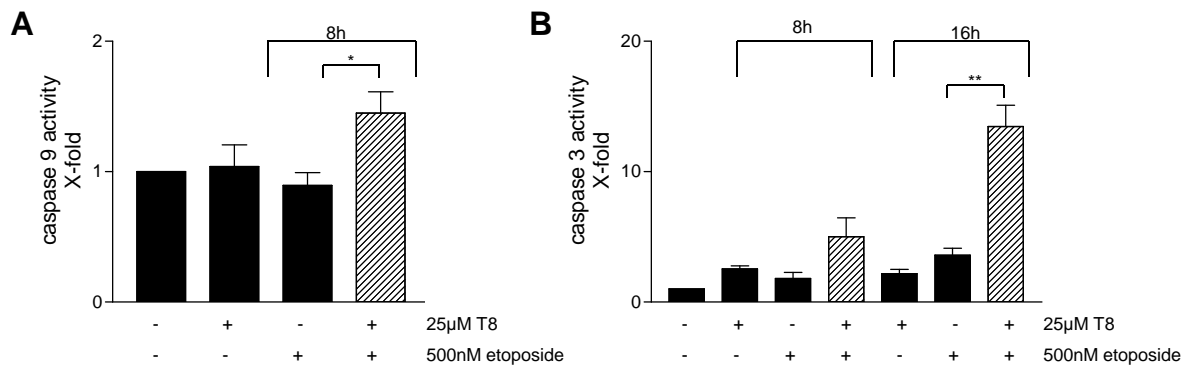 A
8h
2
*
1
0
caspase 9 activity
X-fold
- + - + 25µM T8
- - + + 500nM etoposide
B
8h 16h
20
**
10
0
caspase 3 activity
X-fold
- + - + + - + 25µM T8
- - + + - + + 500nM etoposide